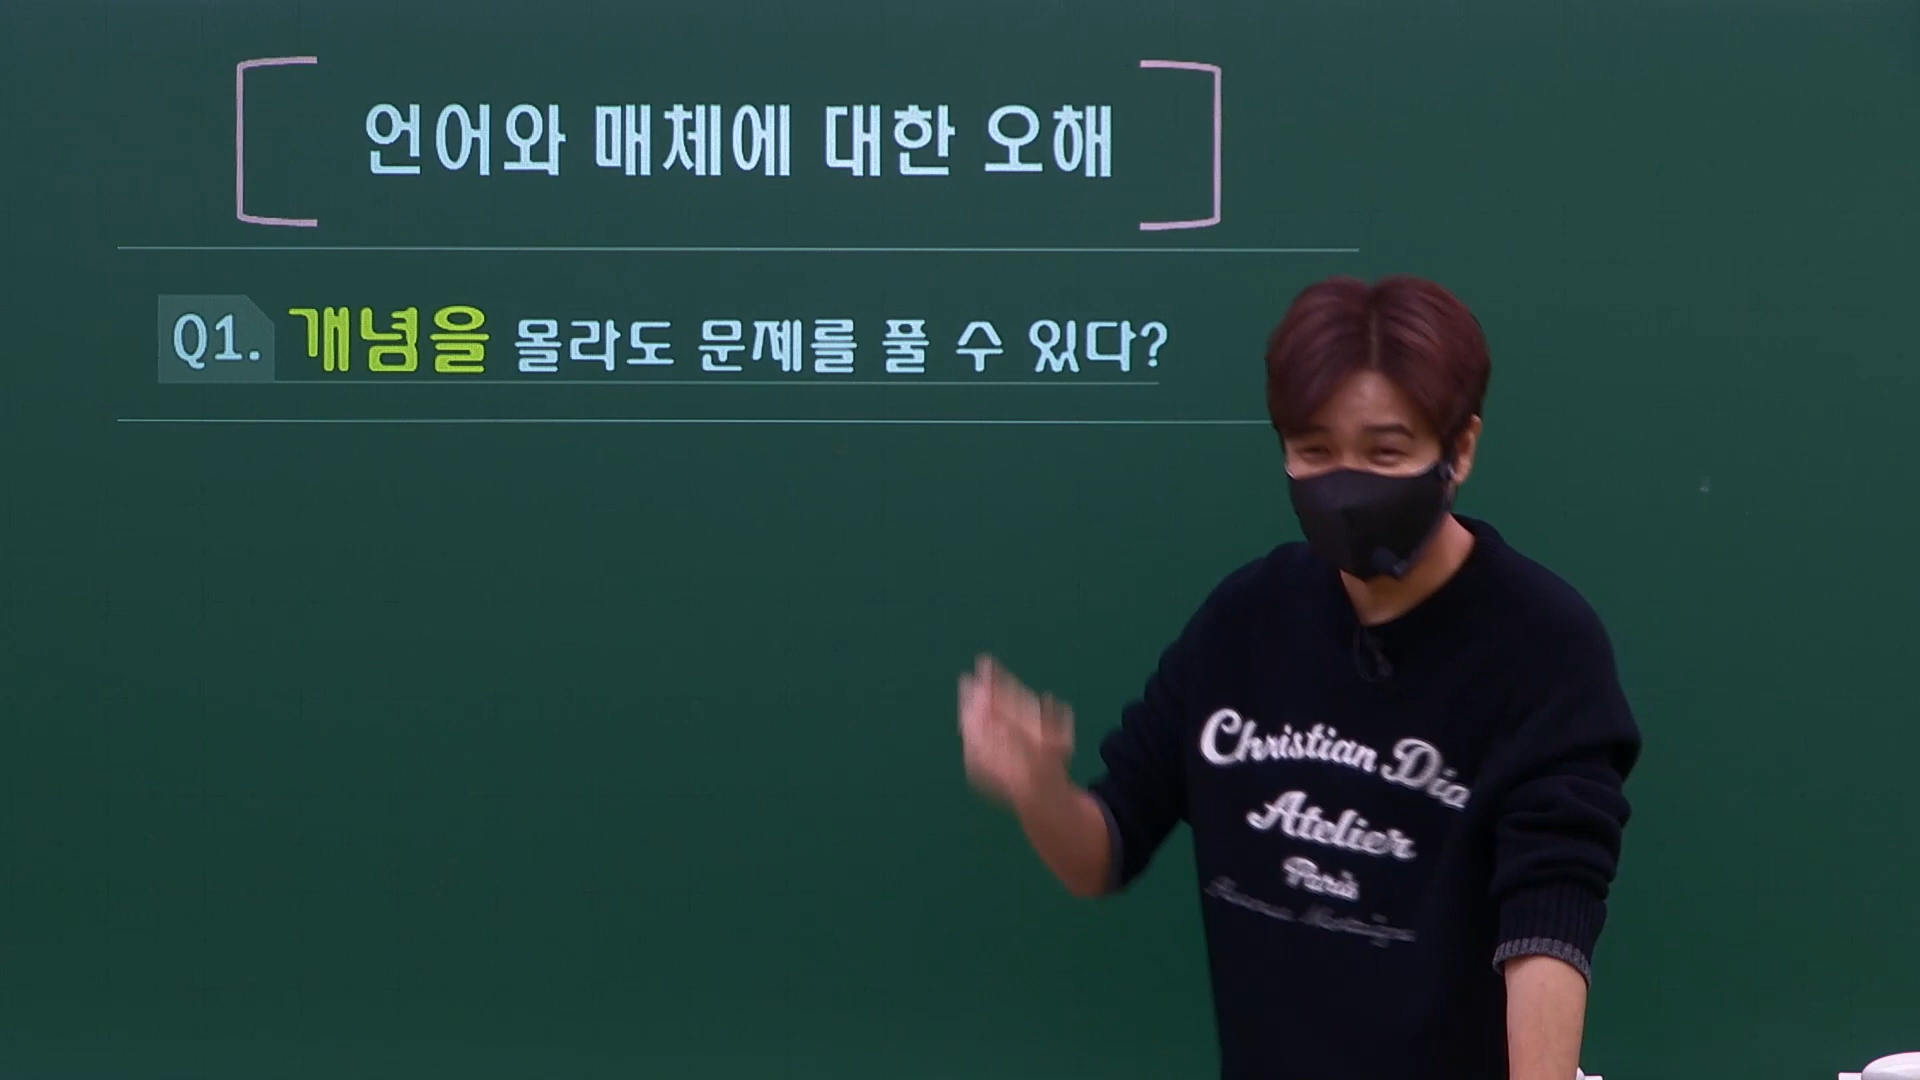 언어와 매체에 대한 오해
Q1. 개념을 몰라도 문제를 풀 수 있다?
Christian Dio
Atelier
Paris